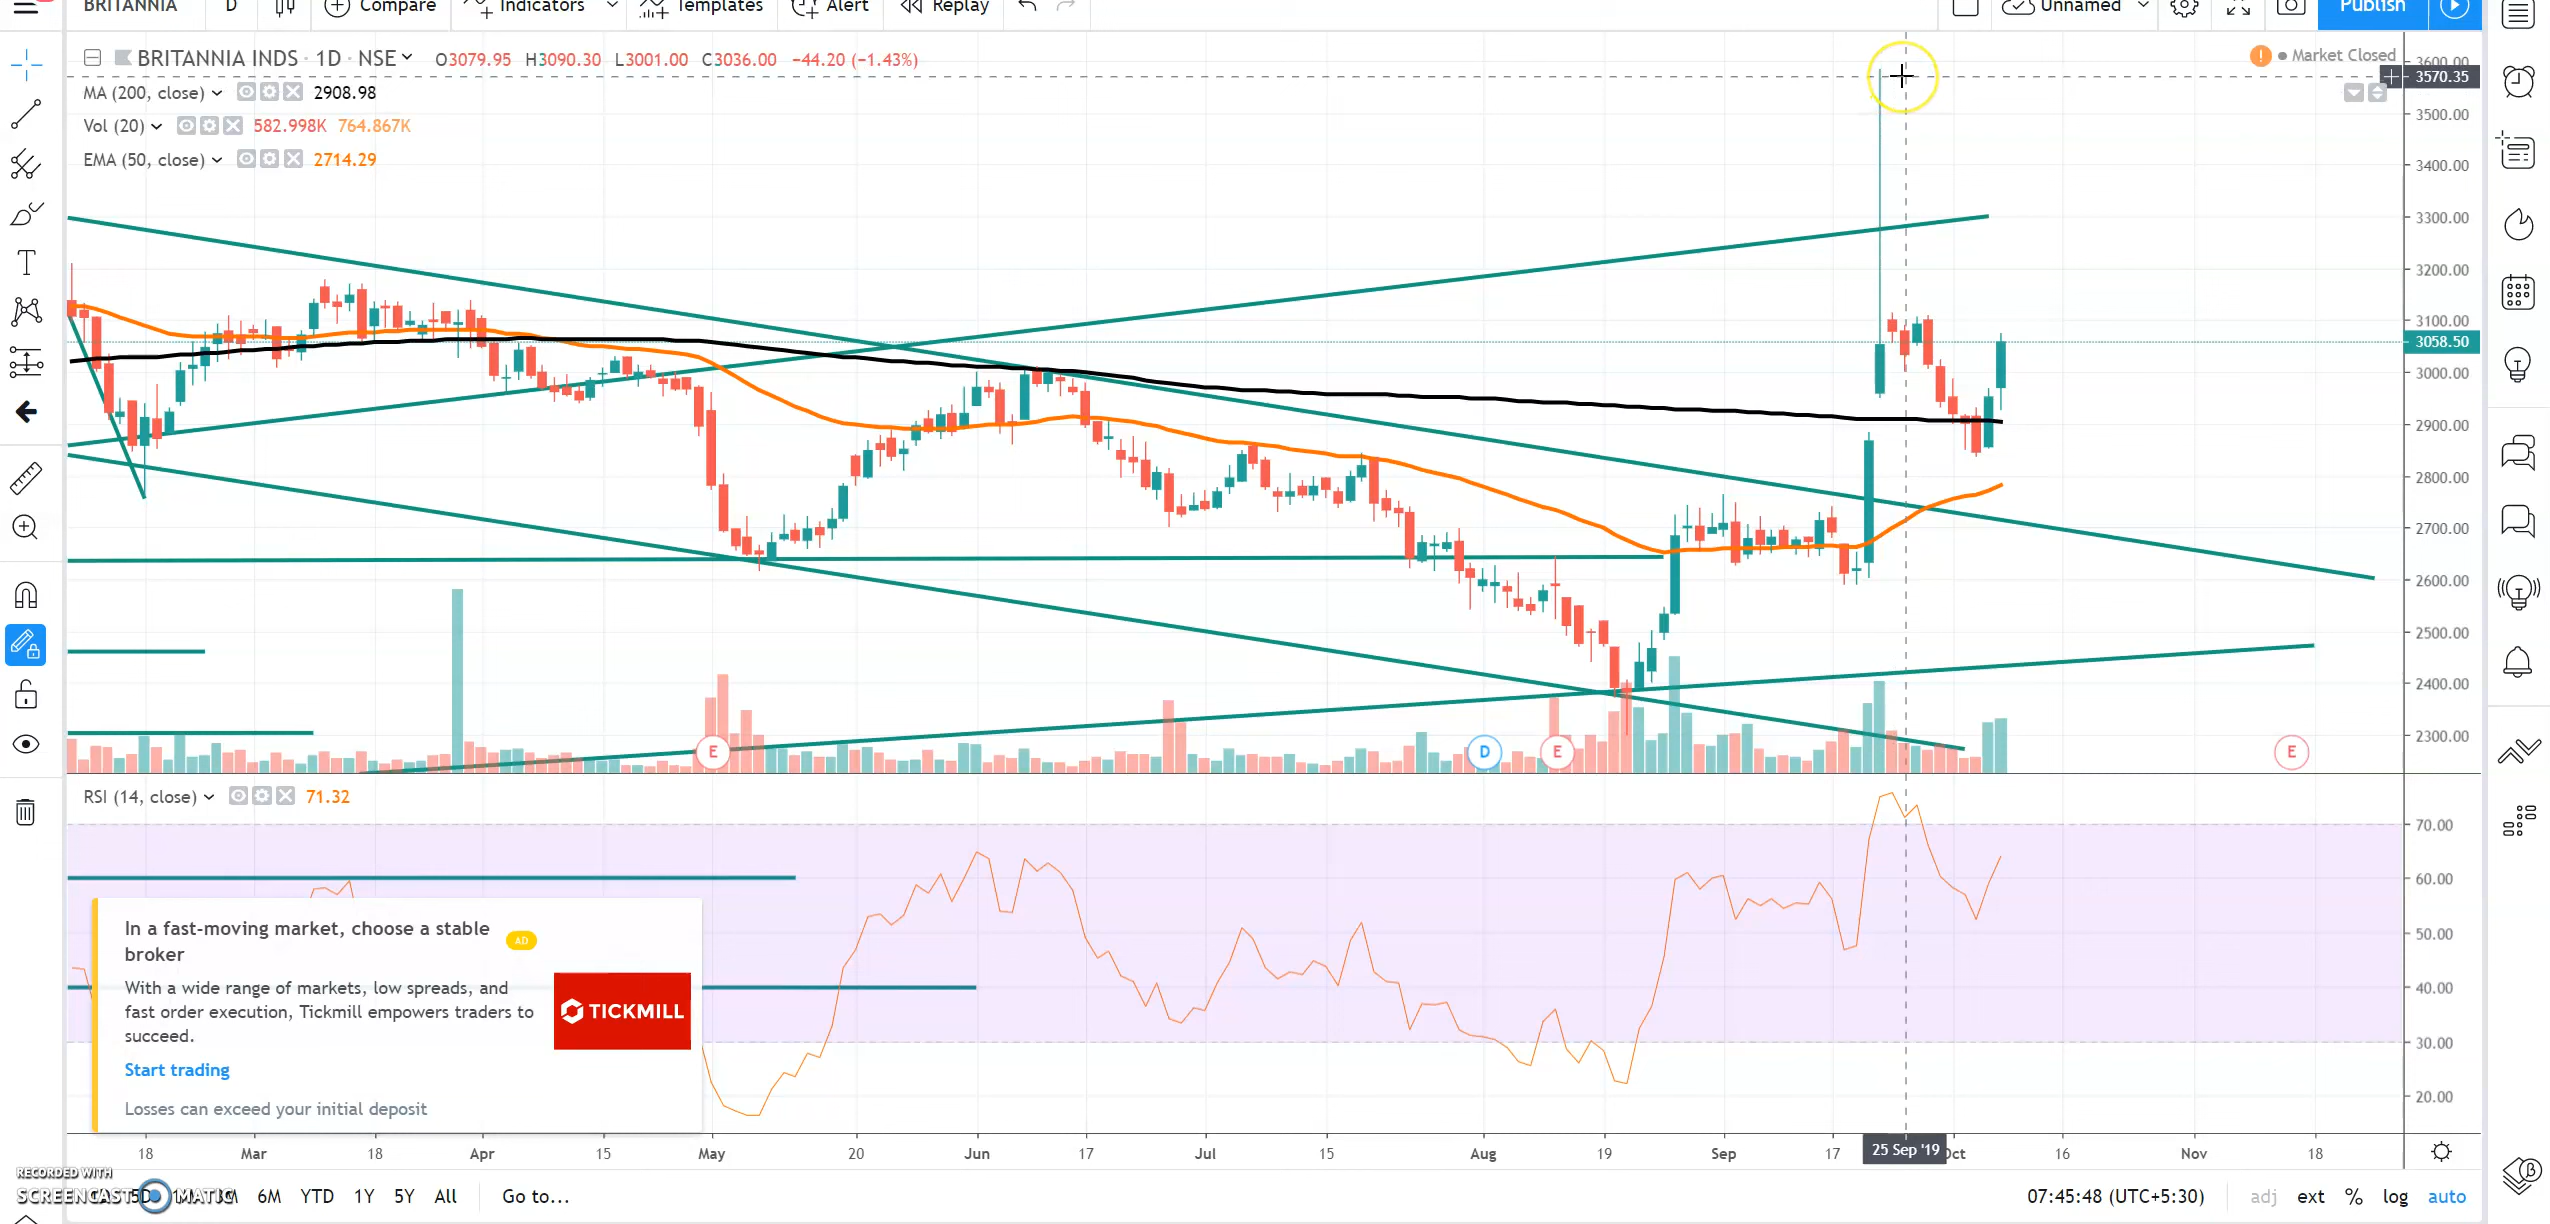 BRITANNIA D Compare Indicators Templates Alert Replay Unnamed Publish
BRITANNIA INDS · 1D · NSE O3079.95 H3090.30 L3001.00 C3036.00 −44.20 (−1.43%)
Market Closed
MA (200, close) 2908.98
Vol (20) 582.998K 764.867K
EMA (50, close) 2714.29
3600.00
3570.35
3500.00
3400.00
3300.00
3200.00
3100.00
3058.50
3000.00
2900.00
2800.00
2700.00
2600.00
2500.00
2400.00
2300.00
E D E E
RSI (14, close) 71.32
70.00
60.00
50.00
40.00
30.00
20.00
In a fast-moving market, choose a stable
broker
AD
With a wide range of markets, low spreads, and
fast order execution, Tickmill empowers traders to
succeed.
TICKMILL
Start trading
Losses can exceed your initial deposit
18 Mar 18 Apr 15 May 20 Jun 17 Jul 15 Aug 19 Sep 17 25 Sep '19 Oct 16 Nov 18
RECORDED WITH
SCREENCAST MATIC
5D 6M YTD 1Y 5Y All Go to... 07:45:48 (UTC+5:30) adj ext % log auto